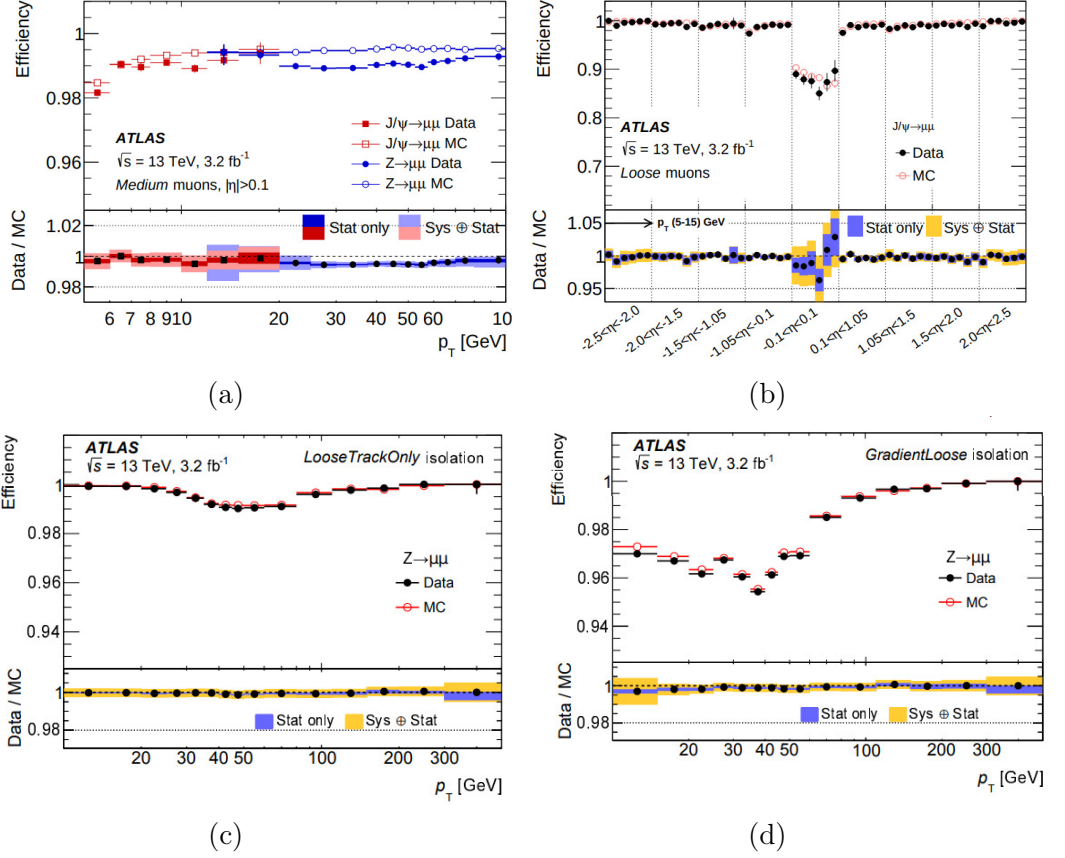 Efficiency
1
0.98
0.96
ATLAS
√s = 13 TeV, 3.2 fb-1
Medium muons, |η|>0.1
J/ψ→μμ Data
J/ψ→μμ MC
Z→μμ Data
Z→μμ MC
Data / MC
1.02
1
0.98
Stat only
Sys ⊕ Stat
6 7 8 9 10 20 30 40 50 60 10
pT [GeV]
(a)
Efficiency
1
0.9
0.8
0.7
ATLAS
√s = 13 TeV, 3.2 fb-1
Loose muons
J/ψ→μμ
Data
MC
Data / MC
1.05
1
0.95
pT (5-15) GeV
Stat only
Sys ⊕ Stat
-2.5<η<-2.0
-2.0<η<-1.5
-1.5<η<-1.05
-1.05<η<-0.1
-0.1<η<0.1
0.1<η<1.05
1.05<η<1.5
1.5<η<2.0
2.0<η<2.5
(b)
Efficiency
1
0.98
0.96
0.94
ATLAS
√s = 13 TeV, 3.2 fb-1
LooseTrackOnly isolation
Z→μμ
Data
MC
Data / MC
1
0.98
Stat only
Sys ⊕ Stat
20 30 40 50 100 200 300
pT [GeV]
(c)
Efficiency
1
0.98
0.96
0.94
ATLAS
√s = 13 TeV, 3.2 fb-1
GradientLoose isolation
Z→μμ
Data
MC
Data / MC
1
0.98
Stat only
Sys ⊕ Stat
20 30 40 50 100 200 300
pT [GeV]
(d)